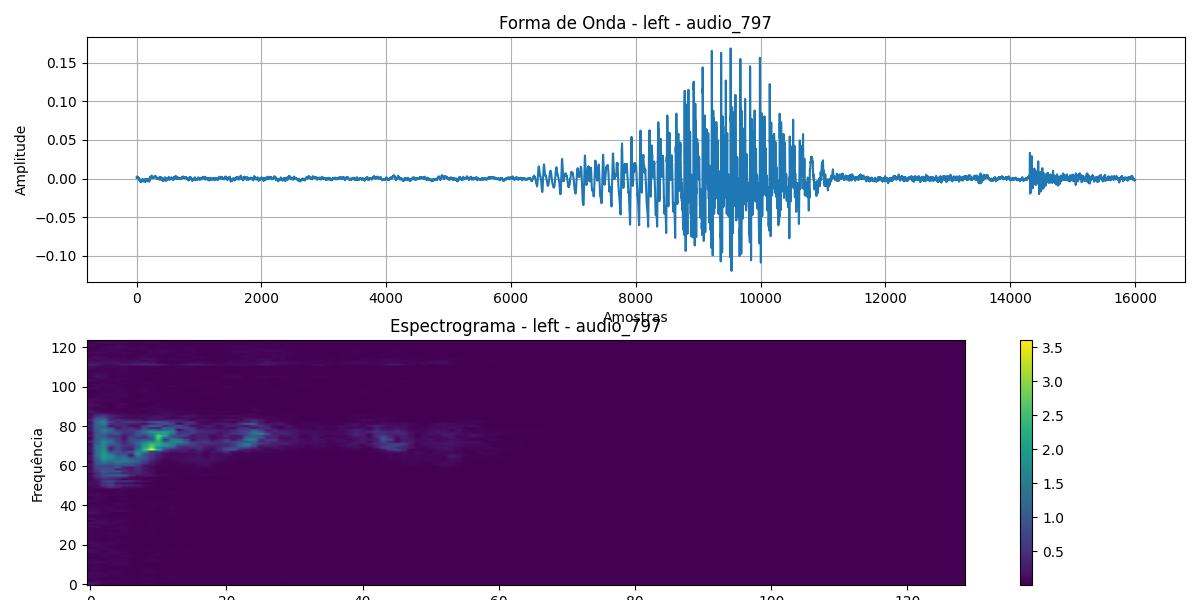 Forma de Onda - left - audio_797
Amplitude
0.15
0.10
0.05
0.00
−0.05
−0.10
0 2000 4000 6000 8000 10000 12000 14000 16000
Amostras
Espectrograma - left - audio_797
Frequência
120
100
80
60
40
20
0
0 20 40 60 80 100 120
3.5
3.0
2.5
2.0
1.5
1.0
0.5